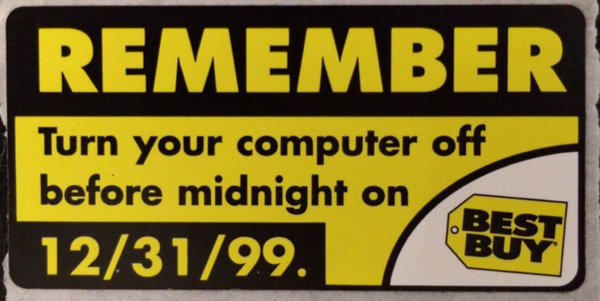 REMEMBER
Turn your computer off
before midnight on
12/31/99.
BEST
BUY